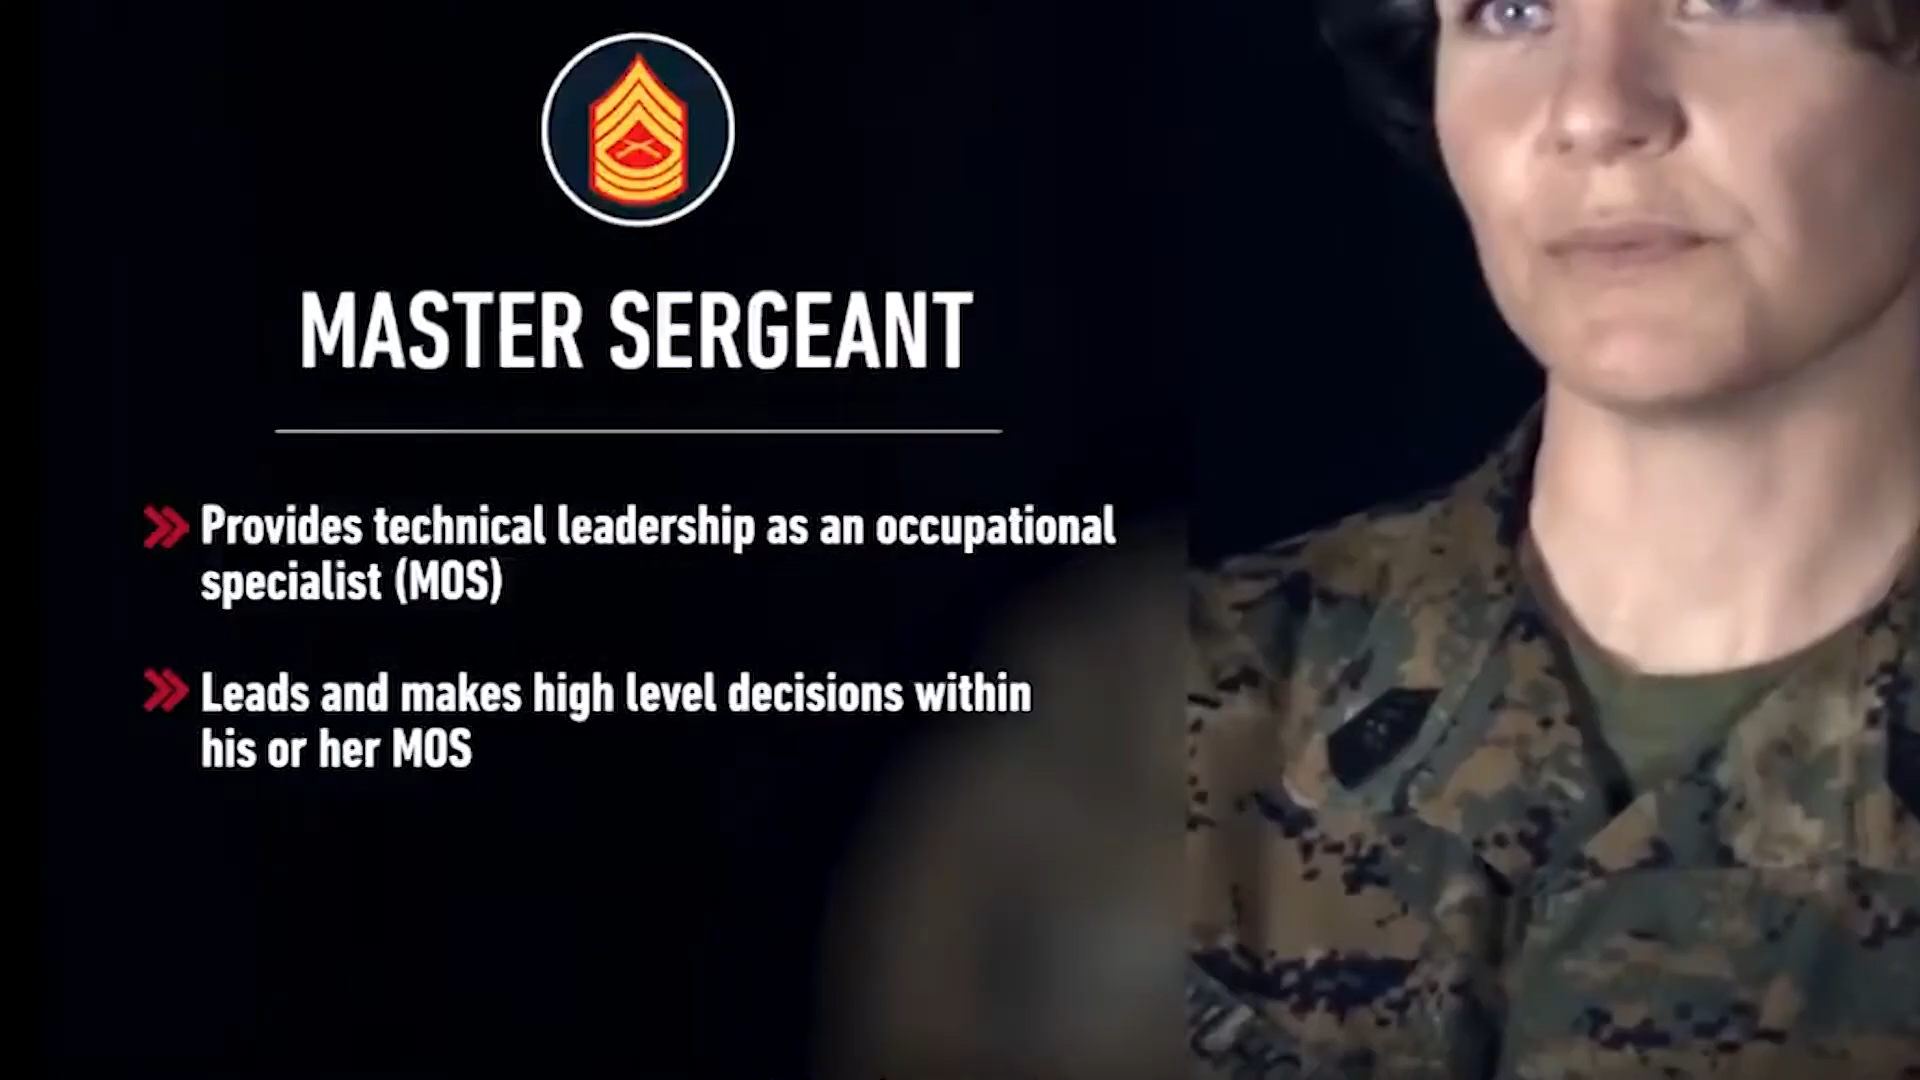 MASTER SERGEANT
Provides technical leadership as an occupational
specialist (MOS)
Leads and makes high level decisions within
his or her MOS